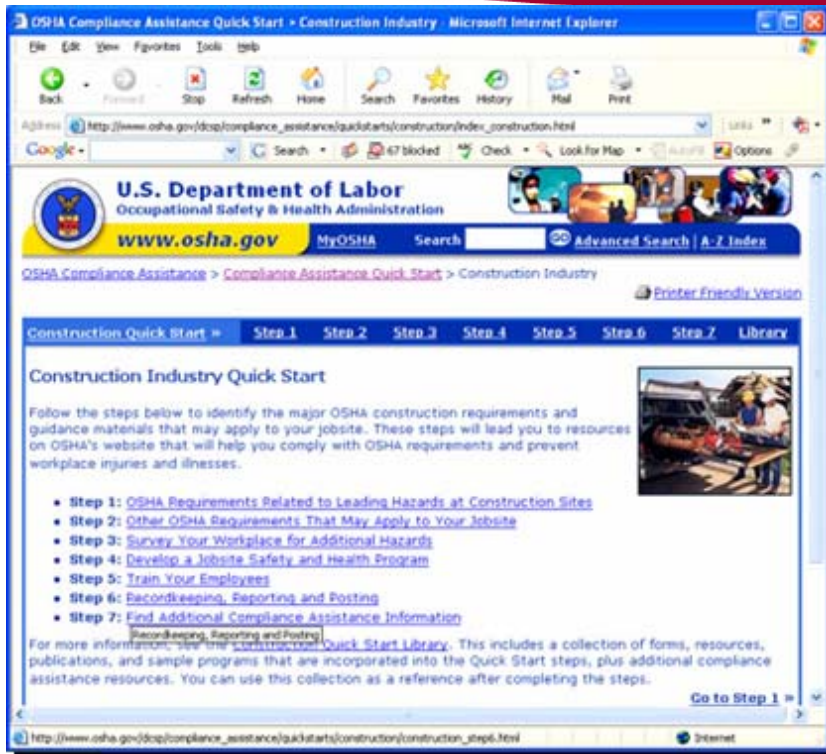 OSHA Compliance Assistance Quick Start > Construction Industry - Microsoft Internet Explorer
File Edit View Favorites Tools Help
Back Forward Stop Refresh Home Search Favorites History Mail Print
Address http://www.osha.gov/dcsp/compliance_assistance/quickstarts/construction/index_construction.html Links »
Google - Search 67 blocked Check Look for Map AutoFill Options
U.S. Department of Labor
Occupational Safety & Health Administration
www.osha.gov MyOSHA Search GO Advanced Search | A-Z Index
OSHA Compliance Assistance > Compliance Assistance Quick Start > Construction Industry
Printer Friendly Version
Construction Quick Start » Step 1 Step 2 Step 3 Step 4 Step 5 Step 6 Step 7 Library
Construction Industry Quick Start
Follow the steps below to identify the major OSHA construction requirements and
guidance materials that may apply to your jobsite. These steps will lead you to resources
on OSHA's website that will help you comply with OSHA requirements and prevent
workplace injuries and illnesses.
• Step 1: OSHA Requirements Related to Leading Hazards at Construction Sites
• Step 2: Other OSHA Requirements That May Apply to Your Jobsite
• Step 3: Survey Your Workplace for Additional Hazards
• Step 4: Develop a Jobsite Safety and Health Program
• Step 5: Train Your Employees
• Step 6: Recordkeeping, Reporting and Posting
• Step 7: Find Additional Compliance Assistance Information
Recordkeeping, Reporting and Posting
For more information, see the Construction Quick Start Library. This includes a collection of forms, resources,
publications, and sample programs that are incorporated into the Quick Start steps, plus additional compliance
assistance resources. You can use this collection as a reference after completing the steps.
Go to Step 1 »
http://www.osha.gov/dcsp/compliance_assistance/quickstarts/construction/construction_step6.html Internet